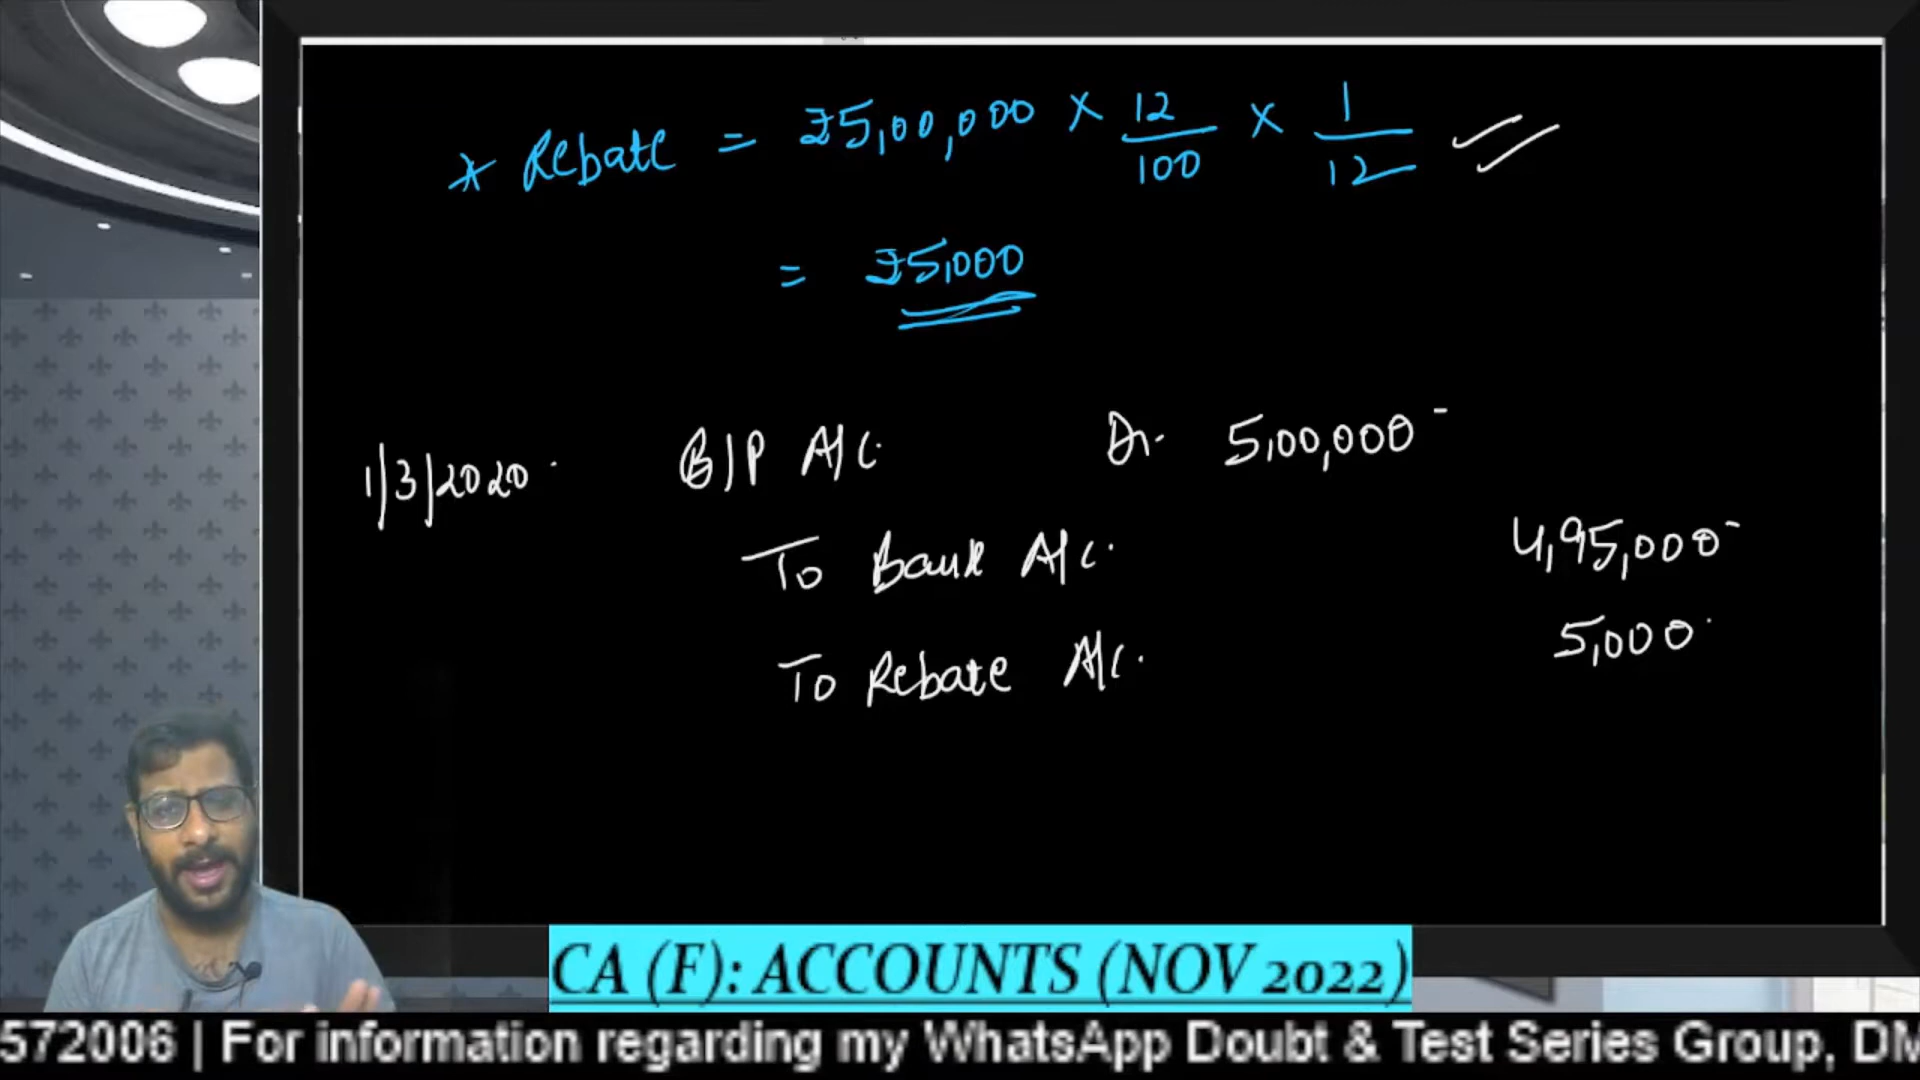 * Rebate = ₹5,00,000 × 12/100 × 1/12
= ₹5,000
1/3/2020. B/P A/c. Dr. 5,00,000
To Bank A/c. 4,95,000
To Rebate A/c. 5,000
CA (F): ACCOUNTS (NOV 2022)
572006 | For information regarding my WhatsApp Doubt & Test Series Group, DM